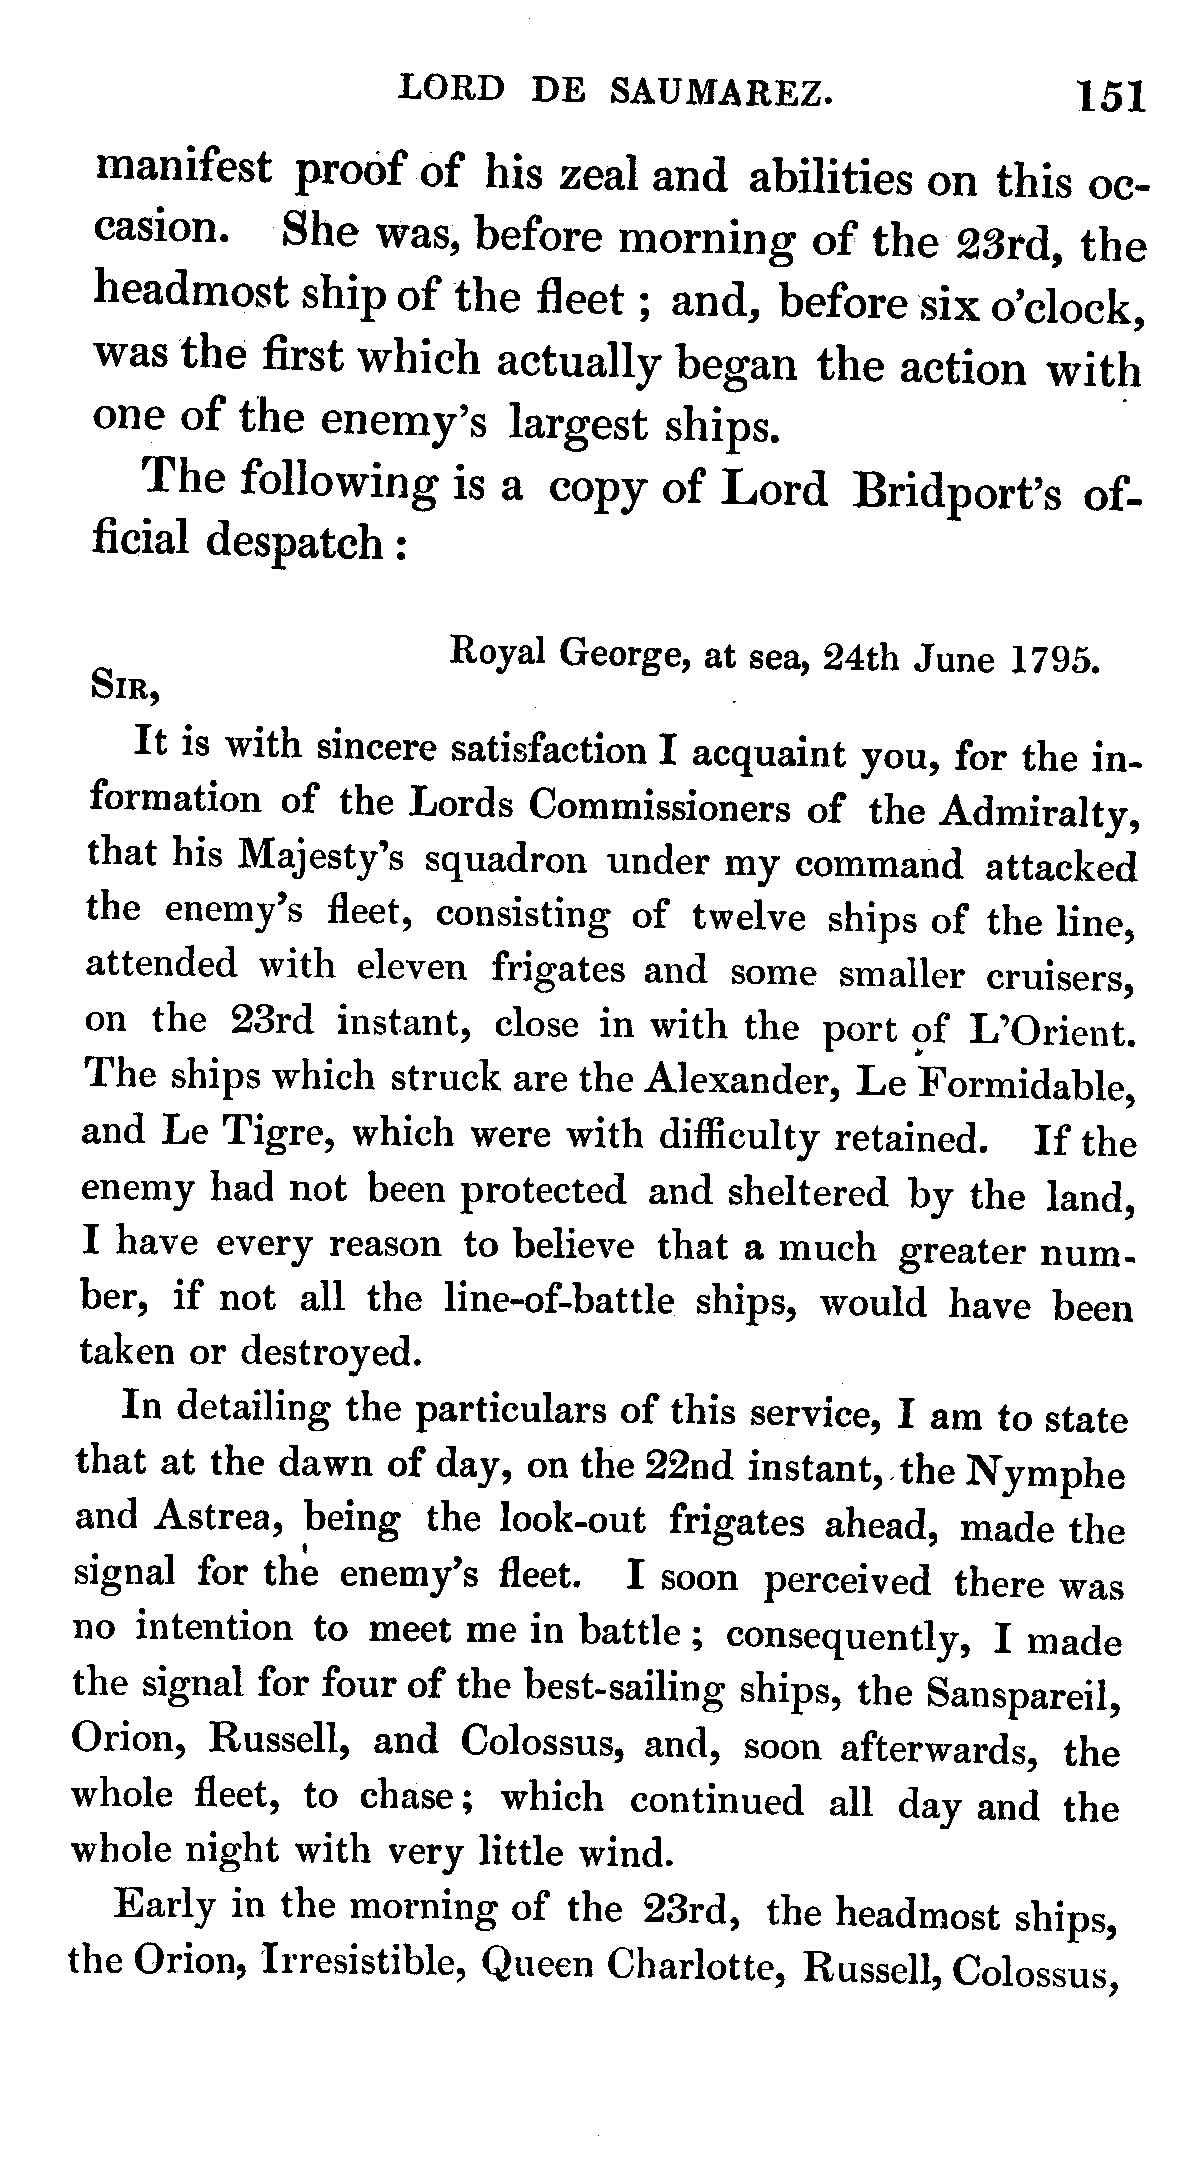 LORD DE SAUMAREZ. 151
manifest proof of his zeal and abilities on this oc-
casion. She was, before morning of the 23rd, the
headmost ship of the fleet ; and, before six o'clock,
was the first which actually began the action with
one of the enemy's largest ships.
The following is a copy of Lord Bridport's of-
ficial despatch :
Royal George, at sea, 24th June 1795.
SIR,
It is with sincere satisfaction I acquaint you, for the in-
formation of the Lords Commissioners of the Admiralty,
that his Majesty's squadron under my command attacked
the enemy's fleet, consisting of twelve ships of the line,
attended with eleven frigates and some smaller cruisers,
on the 23rd instant, close in with the port of L'Orient.
The ships which struck are the Alexander, Le Formidable,
and Le Tigre, which were with difficulty retained. If the
enemy had not been protected and sheltered by the land,
I have every reason to believe that a much greater num-
ber, if not all the line-of-battle ships, would have been
taken or destroyed.
In detailing the particulars of this service, I am to state
that at the dawn of day, on the 22nd instant, the Nymphe
and Astrea, being the look-out frigates ahead, made the
signal for the enemy's fleet. I soon perceived there was
no intention to meet me in battle ; consequently, I made
the signal for four of the best-sailing ships, the Sanspareil,
Orion, Russell, and Colossus, and, soon afterwards, the
whole fleet, to chase ; which continued all day and the
whole night with very little wind.
Early in the morning of the 23rd, the headmost ships,
the Orion, Irresistible, Queen Charlotte, Russell, Colossus,